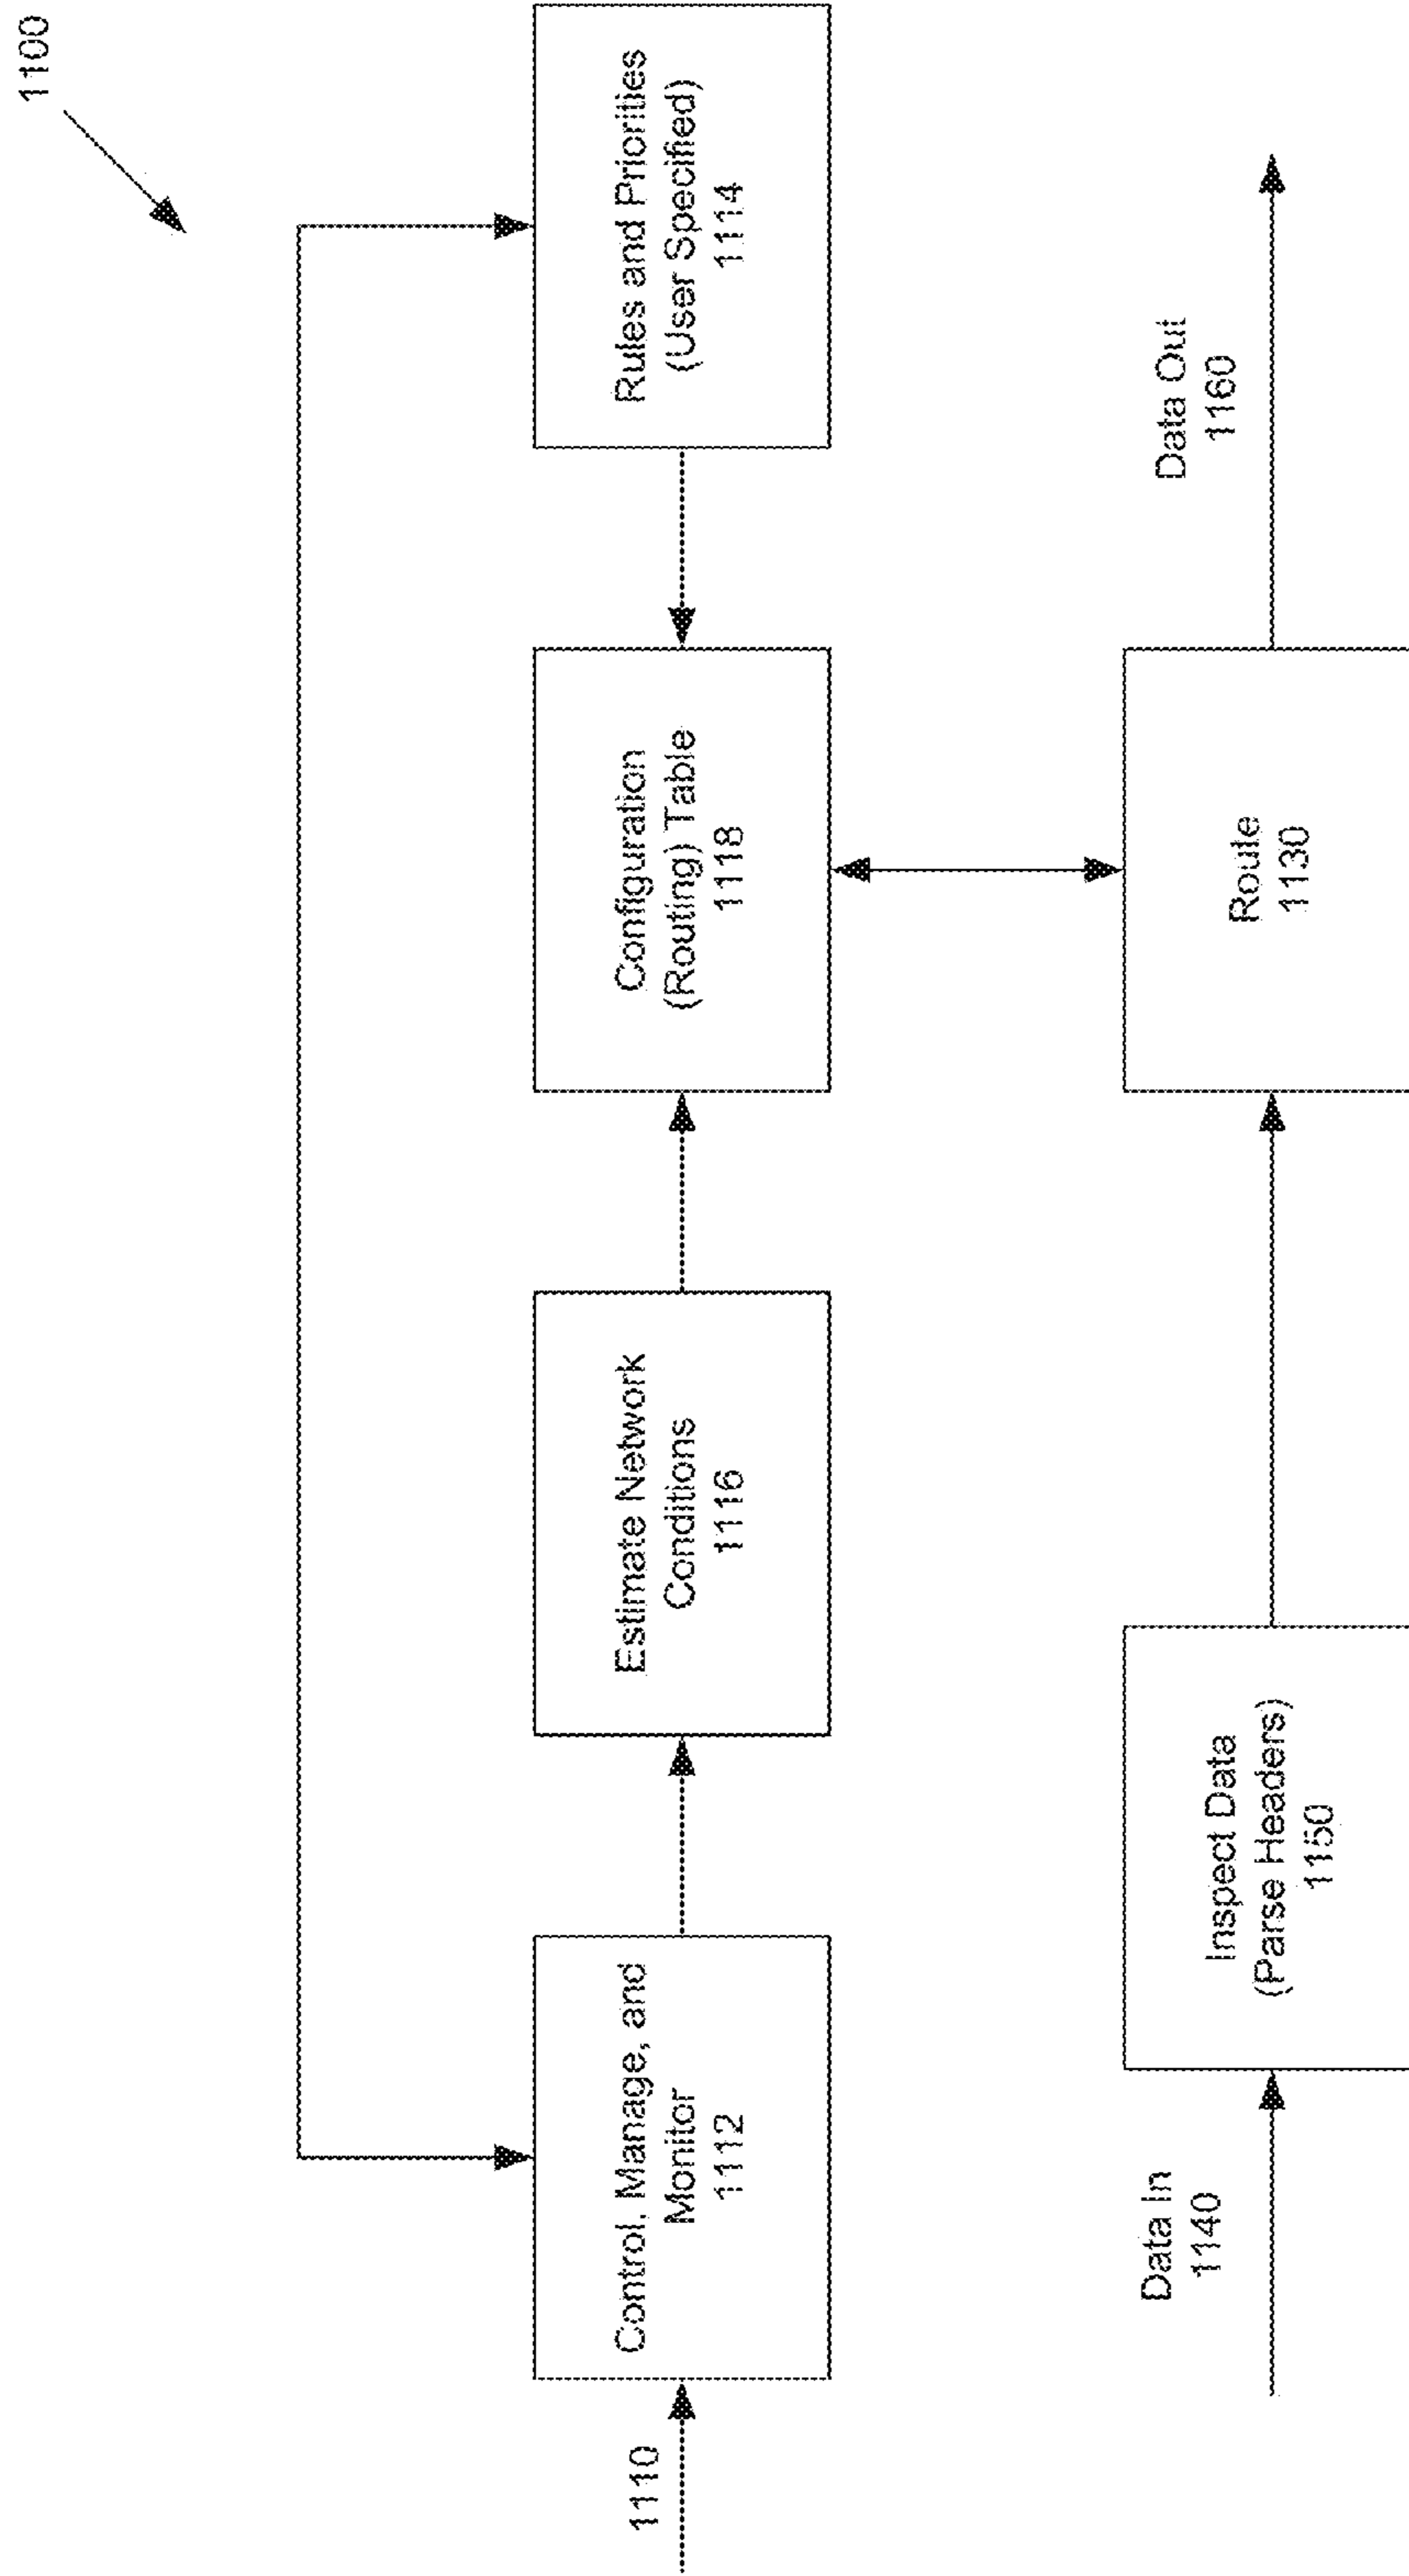 1100
1110
Control, Manage, and
Monitor
1112
Estimate Network
Conditions
1116
Configuration
(Routing) Table
1118
Rules and Priorities
(User Specified)
1114
Data In
1140
Inspect Data
(Parse Headers)
1150
Route
1130
Data Out
1160